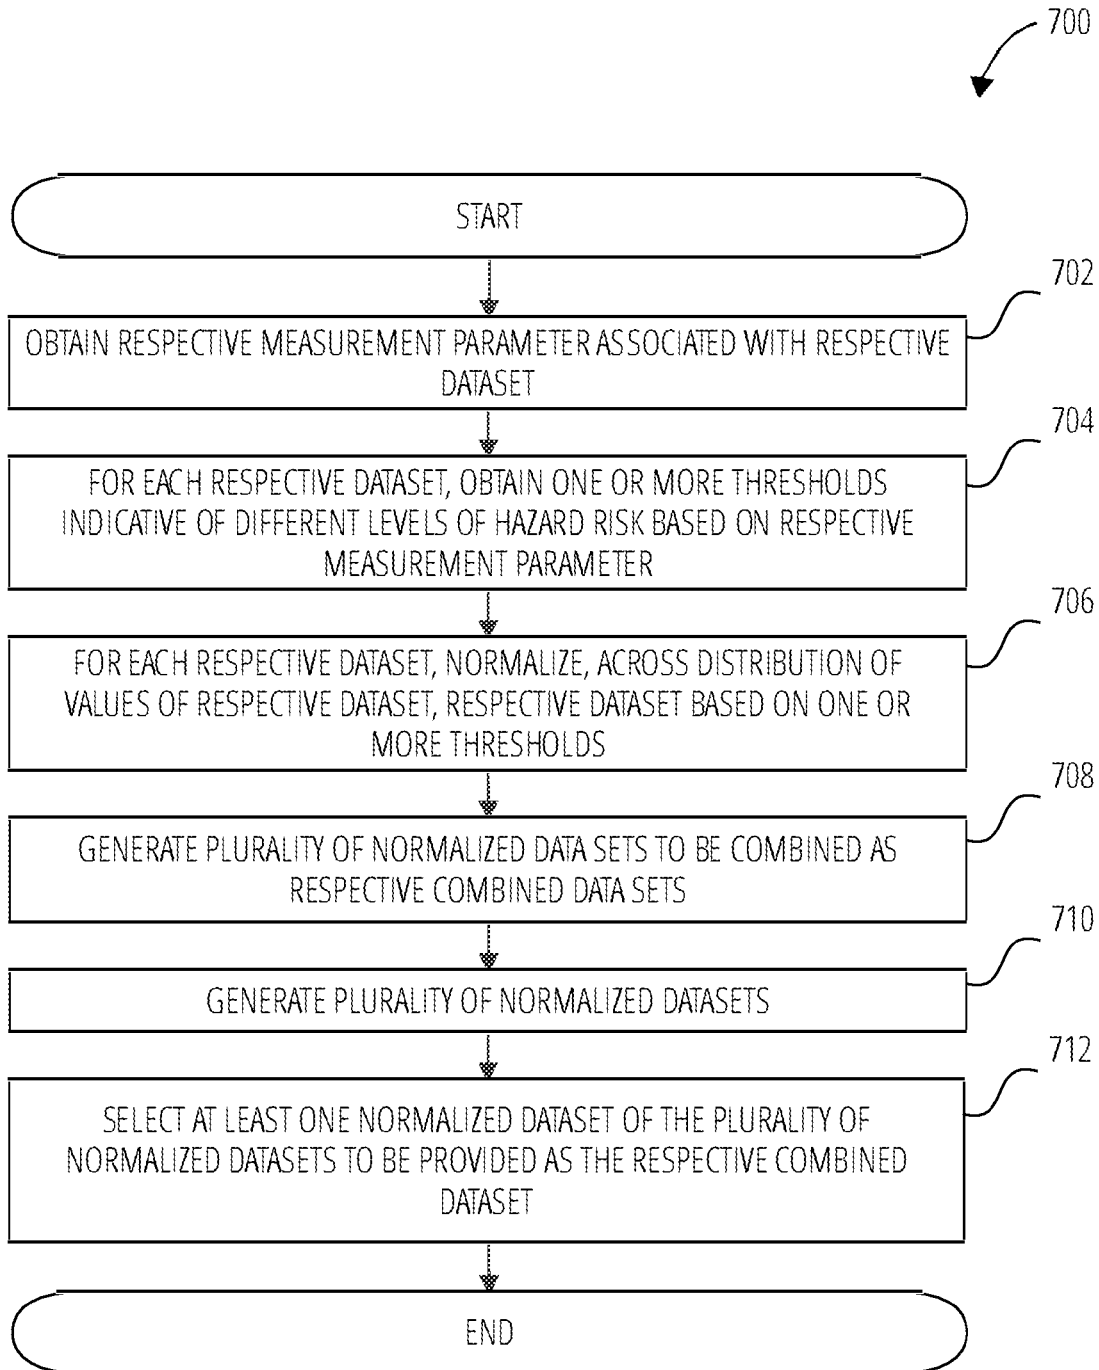 700
START
702
OBTAIN RESPECTIVE MEASUREMENT PARAMETER ASSOCIATED WITH RESPECTIVE
DATASET
704
FOR EACH RESPECTIVE DATASET, OBTAIN ONE OR MORE THRESHOLDS
INDICATIVE OF DIFFERENT LEVELS OF HAZARD RISK BASED ON RESPECTIVE
MEASUREMENT PARAMETER
706
FOR EACH RESPECTIVE DATASET, NORMALIZE, ACROSS DISTRIBUTION OF
VALUES OF RESPECTIVE DATASET, RESPECTIVE DATASET BASED ON ONE OR
MORE THRESHOLDS
708
GENERATE PLURALITY OF NORMALIZED DATA SETS TO BE COMBINED AS
RESPECTIVE COMBINED DATA SETS
710
GENERATE PLURALITY OF NORMALIZED DATASETS
712
SELECT AT LEAST ONE NORMALIZED DATASET OF THE PLURALITY OF
NORMALIZED DATASETS TO BE PROVIDED AS THE RESPECTIVE COMBINED
DATASET
END